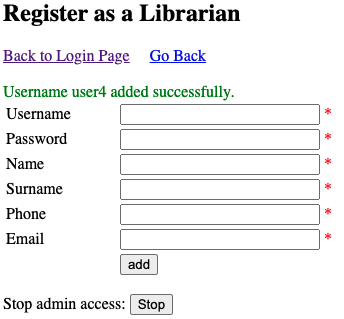 Register as a Librarian
Back to Login Page Go Back
Username user4 added successfully.
Username *
Password *
Name *
Surname *
Phone *
Email *
add
Stop admin access: Stop